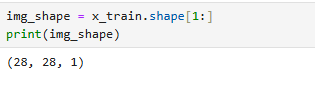 img_shape = x_train.shape[1:]
print(img_shape)
(28, 28, 1)